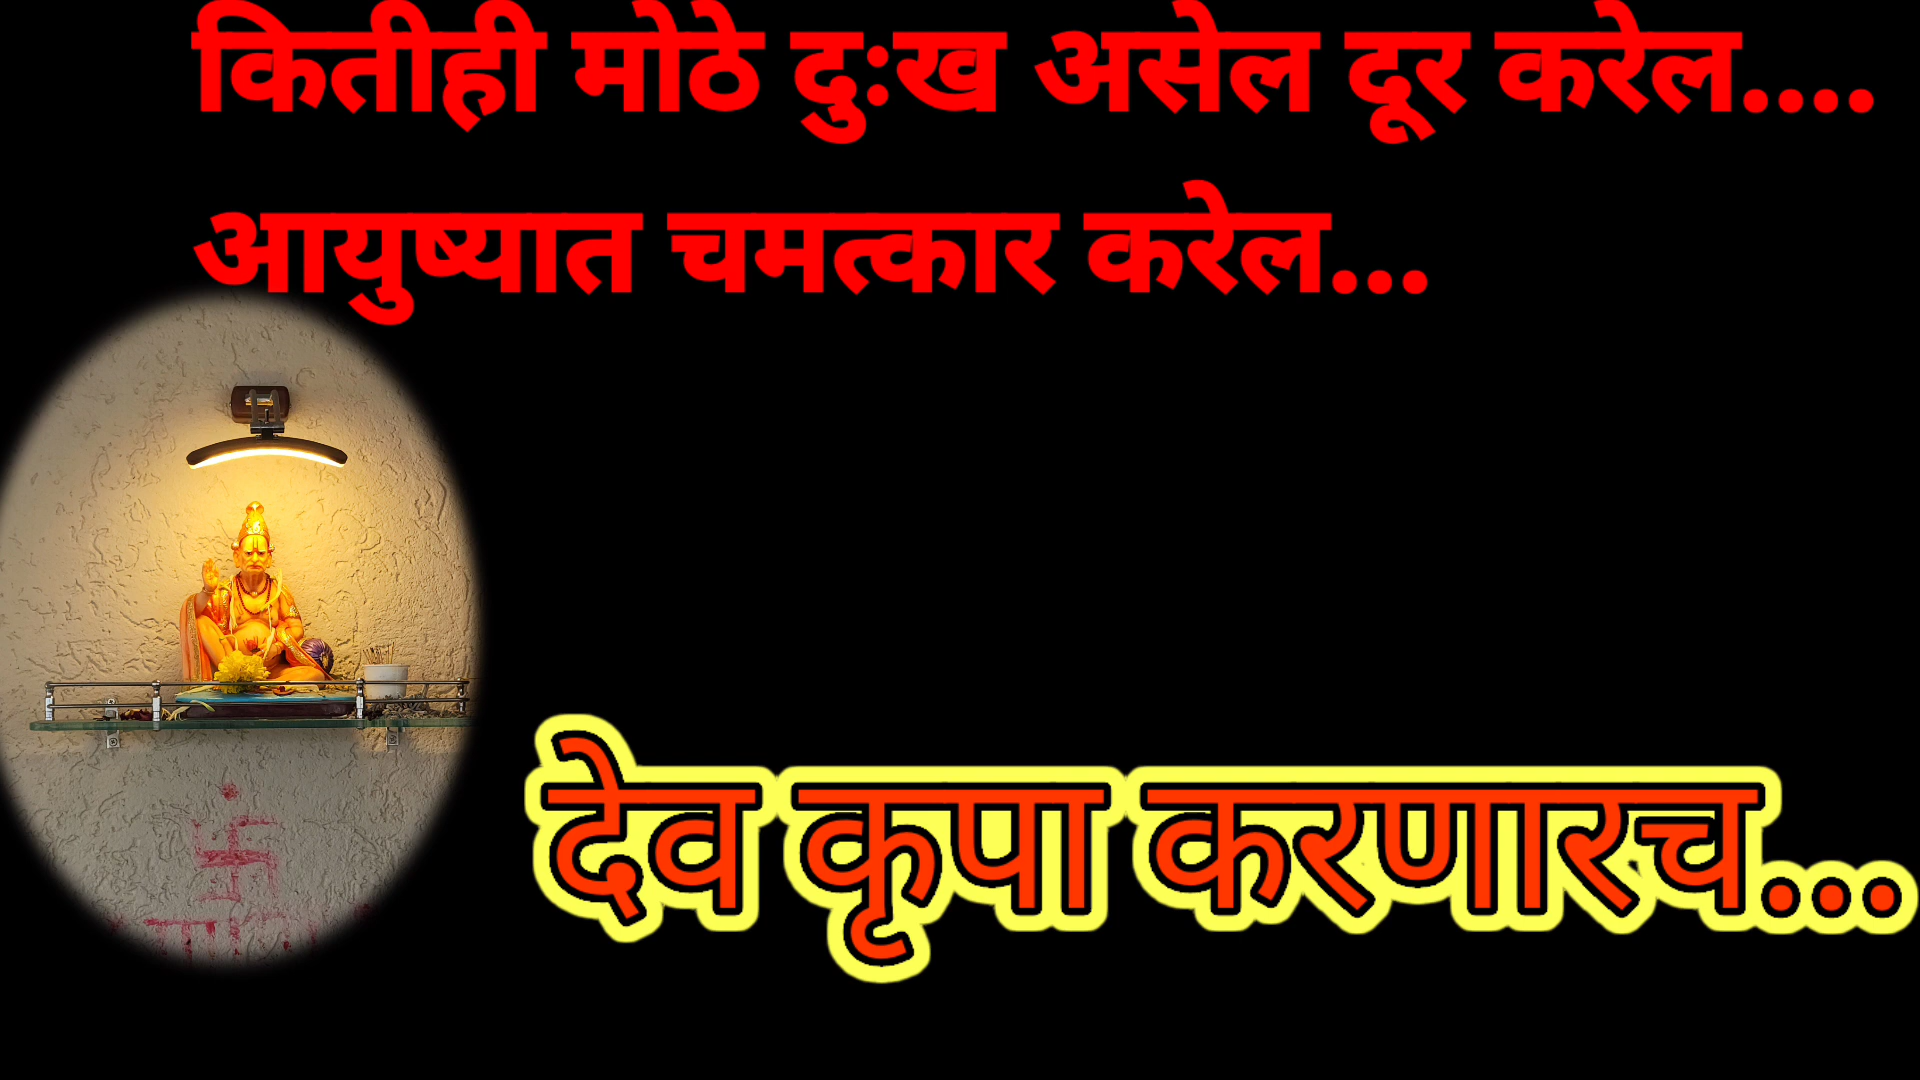 कितीही मोठे दुःख असेल दूर करेल....
आयुष्यात चमत्कार करेल...
देव कृपा करणारच...